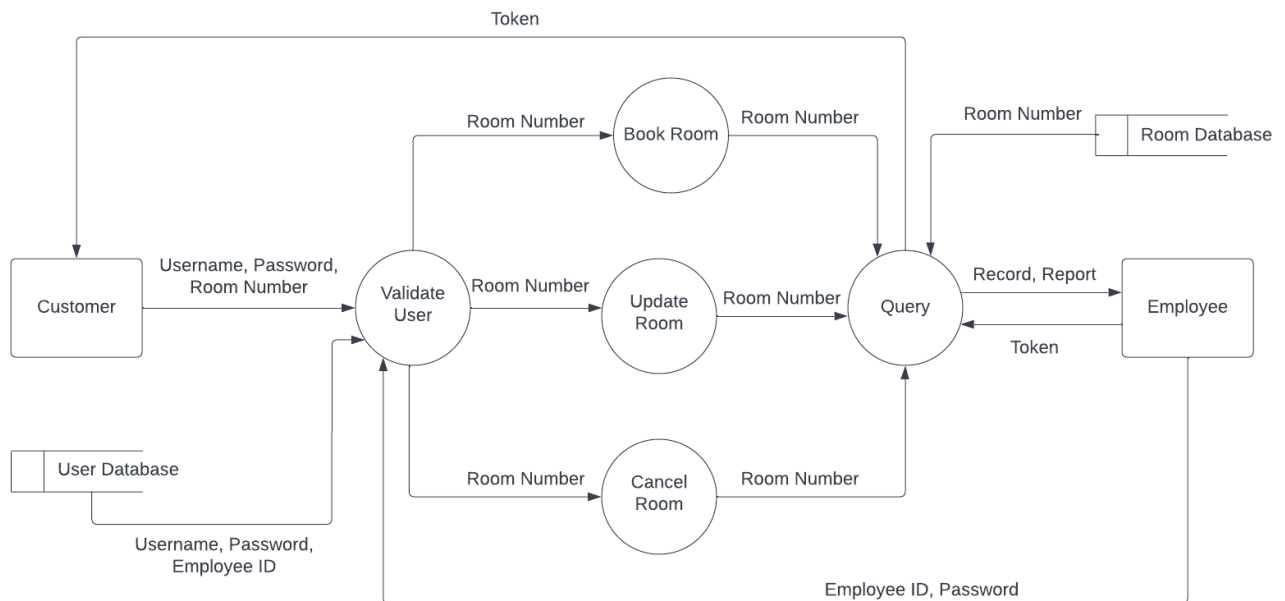 Token
Room Number
Book Room
Room Number
Room Number
Room Database
Customer
Username, Password,
Room Number
Validate
User
Room Number
Update
Room
Room Number
Query
Record, Report
Token
Employee
User Database
Username, Password,
Employee ID
Room Number
Cancel
Room
Room Number
Employee ID, Password